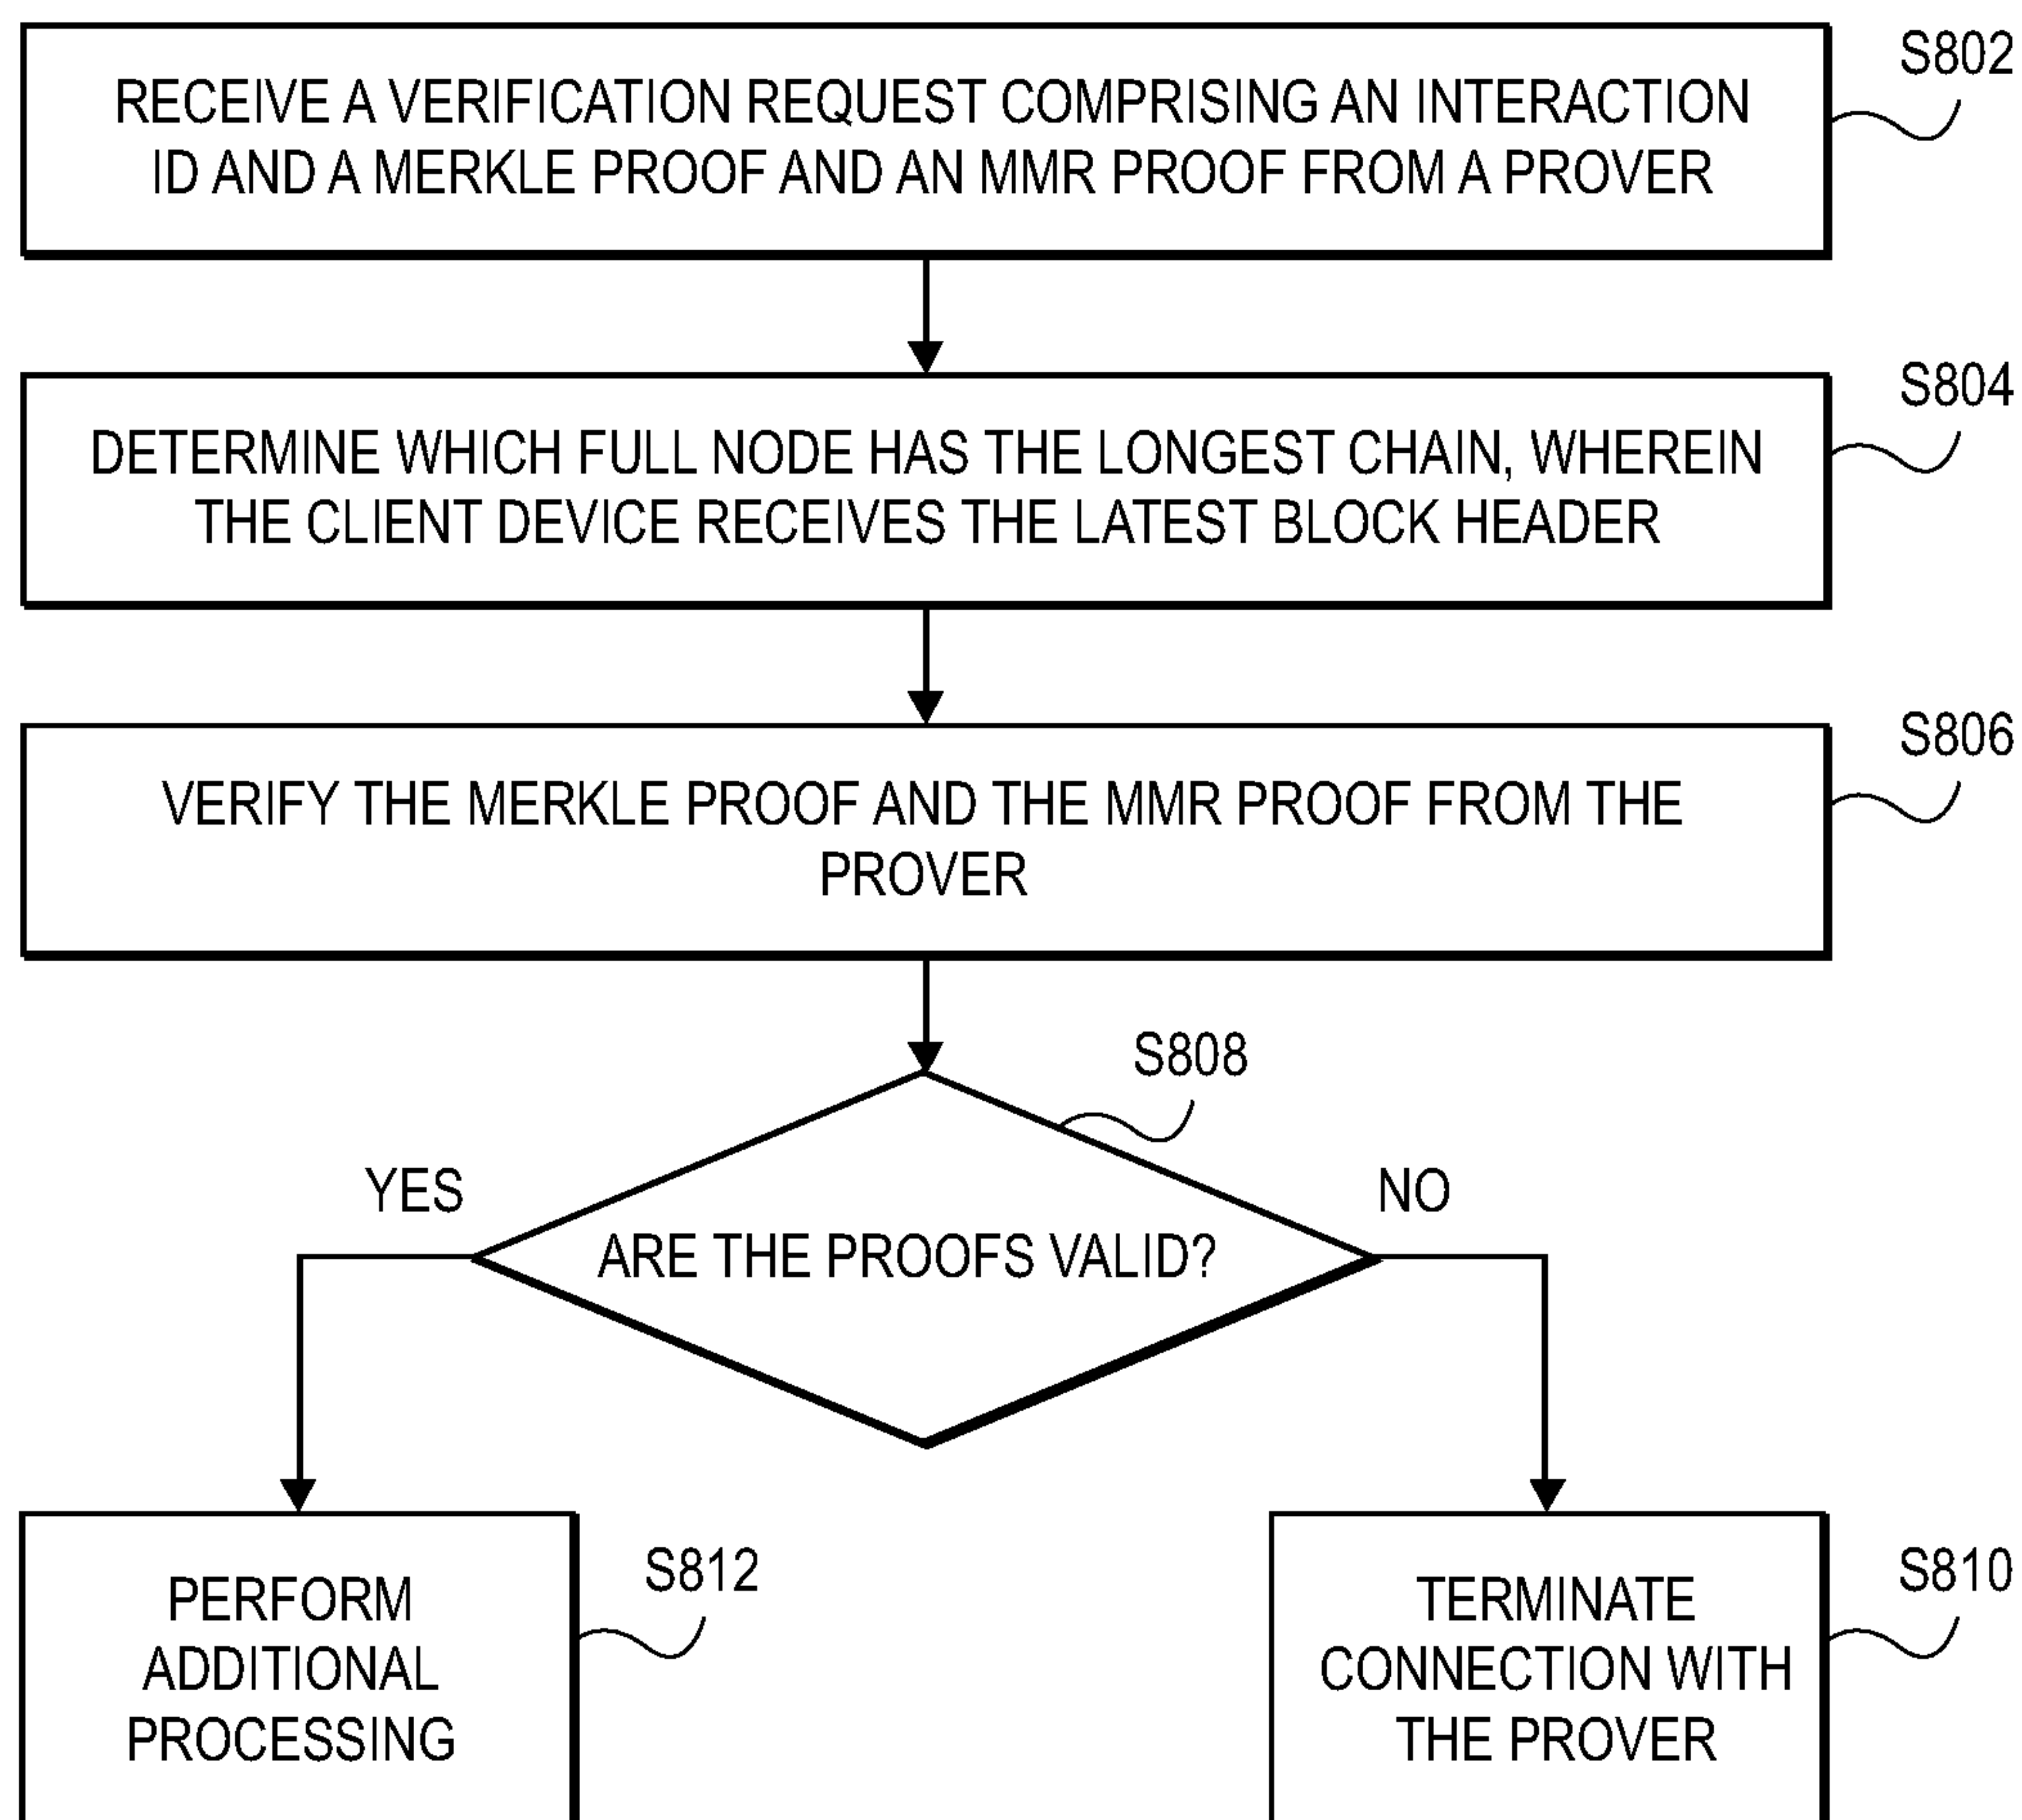 S802
RECEIVE A VERIFICATION REQUEST COMPRISING AN INTERACTION
ID AND A MERKLE PROOF AND AN MMR PROOF FROM A PROVER
S804
DETERMINE WHICH FULL NODE HAS THE LONGEST CHAIN, WHEREIN
THE CLIENT DEVICE RECEIVES THE LATEST BLOCK HEADER
S806
VERIFY THE MERKLE PROOF AND THE MMR PROOF FROM THE
PROVER
S808
YES
NO
ARE THE PROOFS VALID?
S812
PERFORM
ADDITIONAL
PROCESSING
S810
TERMINATE
CONNECTION WITH
THE PROVER